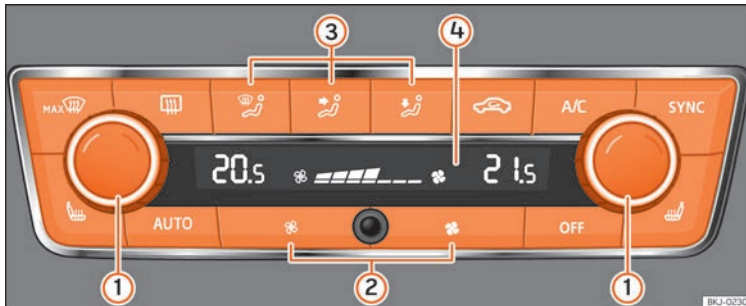 3 4
MAX A/C SYNC
20.5 21.5
AUTO OFF
1 2 1
BKJ-0230